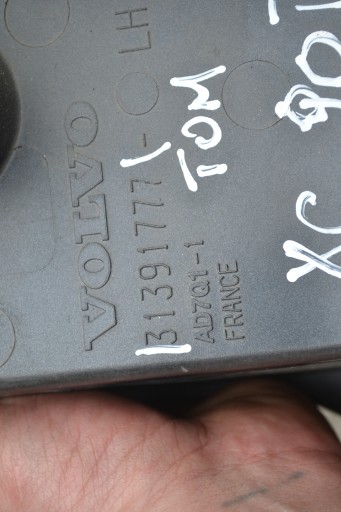 VOLVO
31391777 - LH
AD7Q1-1
FRANCE
TOM
XC 90